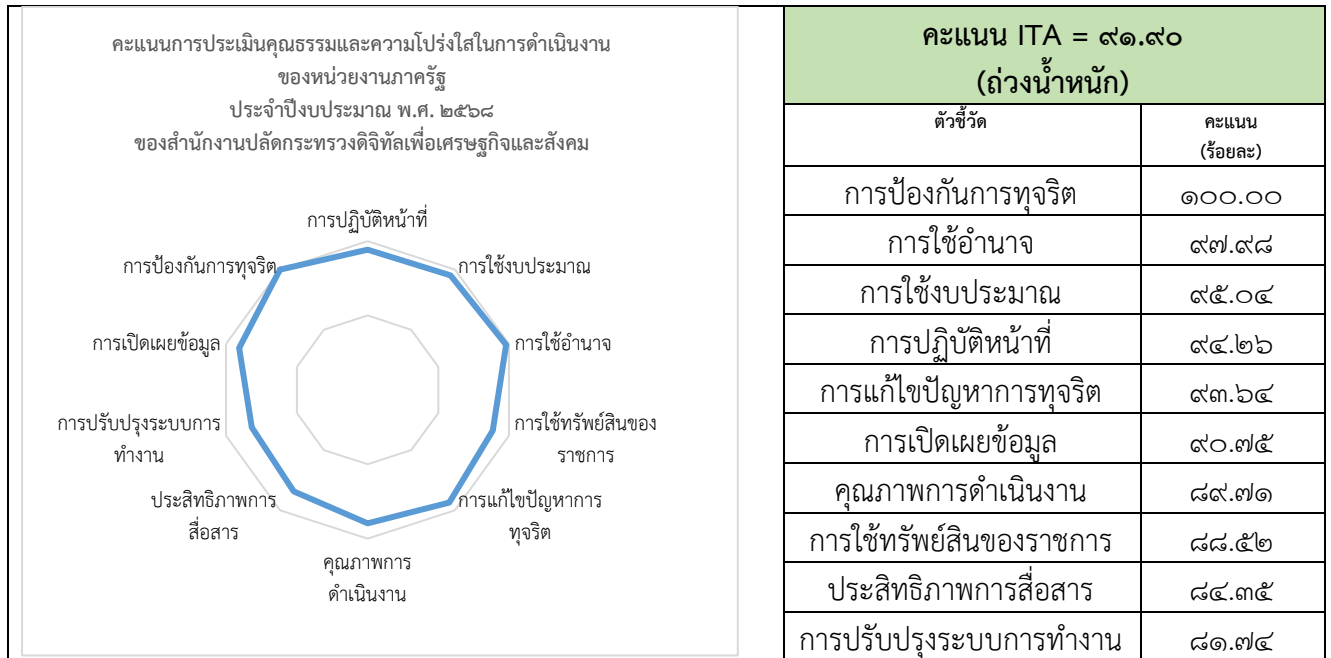 คะแนนการประเมินคุณธรรมและความโปร่งใสในการดำเนินงาน
ของหน่วยงานภาครัฐ
ประจำปีงบประมาณ พ.ศ. ๒๕๖๘
ของสำนักงานปลัดกระทรวงดิจิทัลเพื่อเศรษฐกิจและสังคม
การปฏิบัติหน้าที่
การใช้งบประมาณ
การใช้อำนาจ
การใช้ทรัพย์สินของ
ราชการ
การแก้ไขปัญหาการ
ทุจริต
คุณภาพการ
ดำเนินงาน
ประสิทธิภาพการ
สื่อสาร
การปรับปรุงระบบการ
ทำงาน
การเปิดเผยข้อมูล
การป้องกันการทุจริต
คะแนน ITA = ๙๑.๙๐
(ถ่วงน้ำหนัก)
ตัวชี้วัด คะแนน
(ร้อยละ)
การป้องกันการทุจริต ๑๐๐.๐๐
การใช้อำนาจ ๙๗.๙๘
การใช้งบประมาณ ๙๕.๐๔
การปฏิบัติหน้าที่ ๙๔.๒๖
การแก้ไขปัญหาการทุจริต ๙๓.๖๔
การเปิดเผยข้อมูล ๙๐.๗๕
คุณภาพการดำเนินงาน ๘๙.๗๑
การใช้ทรัพย์สินของราชการ ๘๘.๕๒
ประสิทธิภาพการสื่อสาร ๘๔.๓๕
การปรับปรุงระบบการทำงาน ๘๑.๗๔